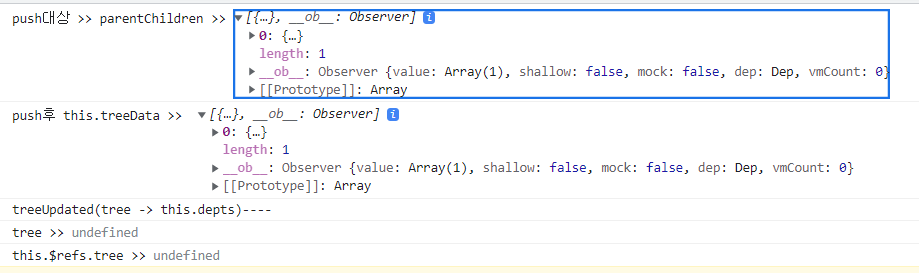 push대상 >> parentChildren >> ▼[{…}, __ob__: Observer] i
▶ 0: {…}
length: 1
▶ __ob__: Observer {value: Array(1), shallow: false, mock: false, dep: Dep, vmCount: 0}
▶ [[Prototype]]: Array
push후 this.treeData >> ▼[{…}, __ob__: Observer] i
▶ 0: {…}
length: 1
▶ __ob__: Observer {value: Array(1), shallow: false, mock: false, dep: Dep, vmCount: 0}
▶ [[Prototype]]: Array
treeUpdated(tree -> this.depts)----
tree >> undefined
this.$refs.tree >> undefined